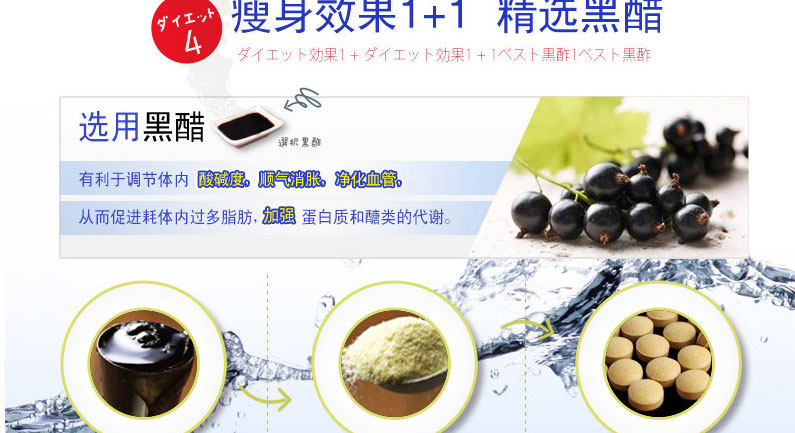 ダイエット
4
瘦身效果1+1 精选黑醋
ダイエット効果1 + ダイエット効果1 + 1ベスト黒酢1ベスト黒酢
选用黑醋
選択黒酢
有利于调节体内 酸碱度，顺气消胀，净化血管，
从而促进耗体内过多脂肪，加强 蛋白质和醣类的代谢。